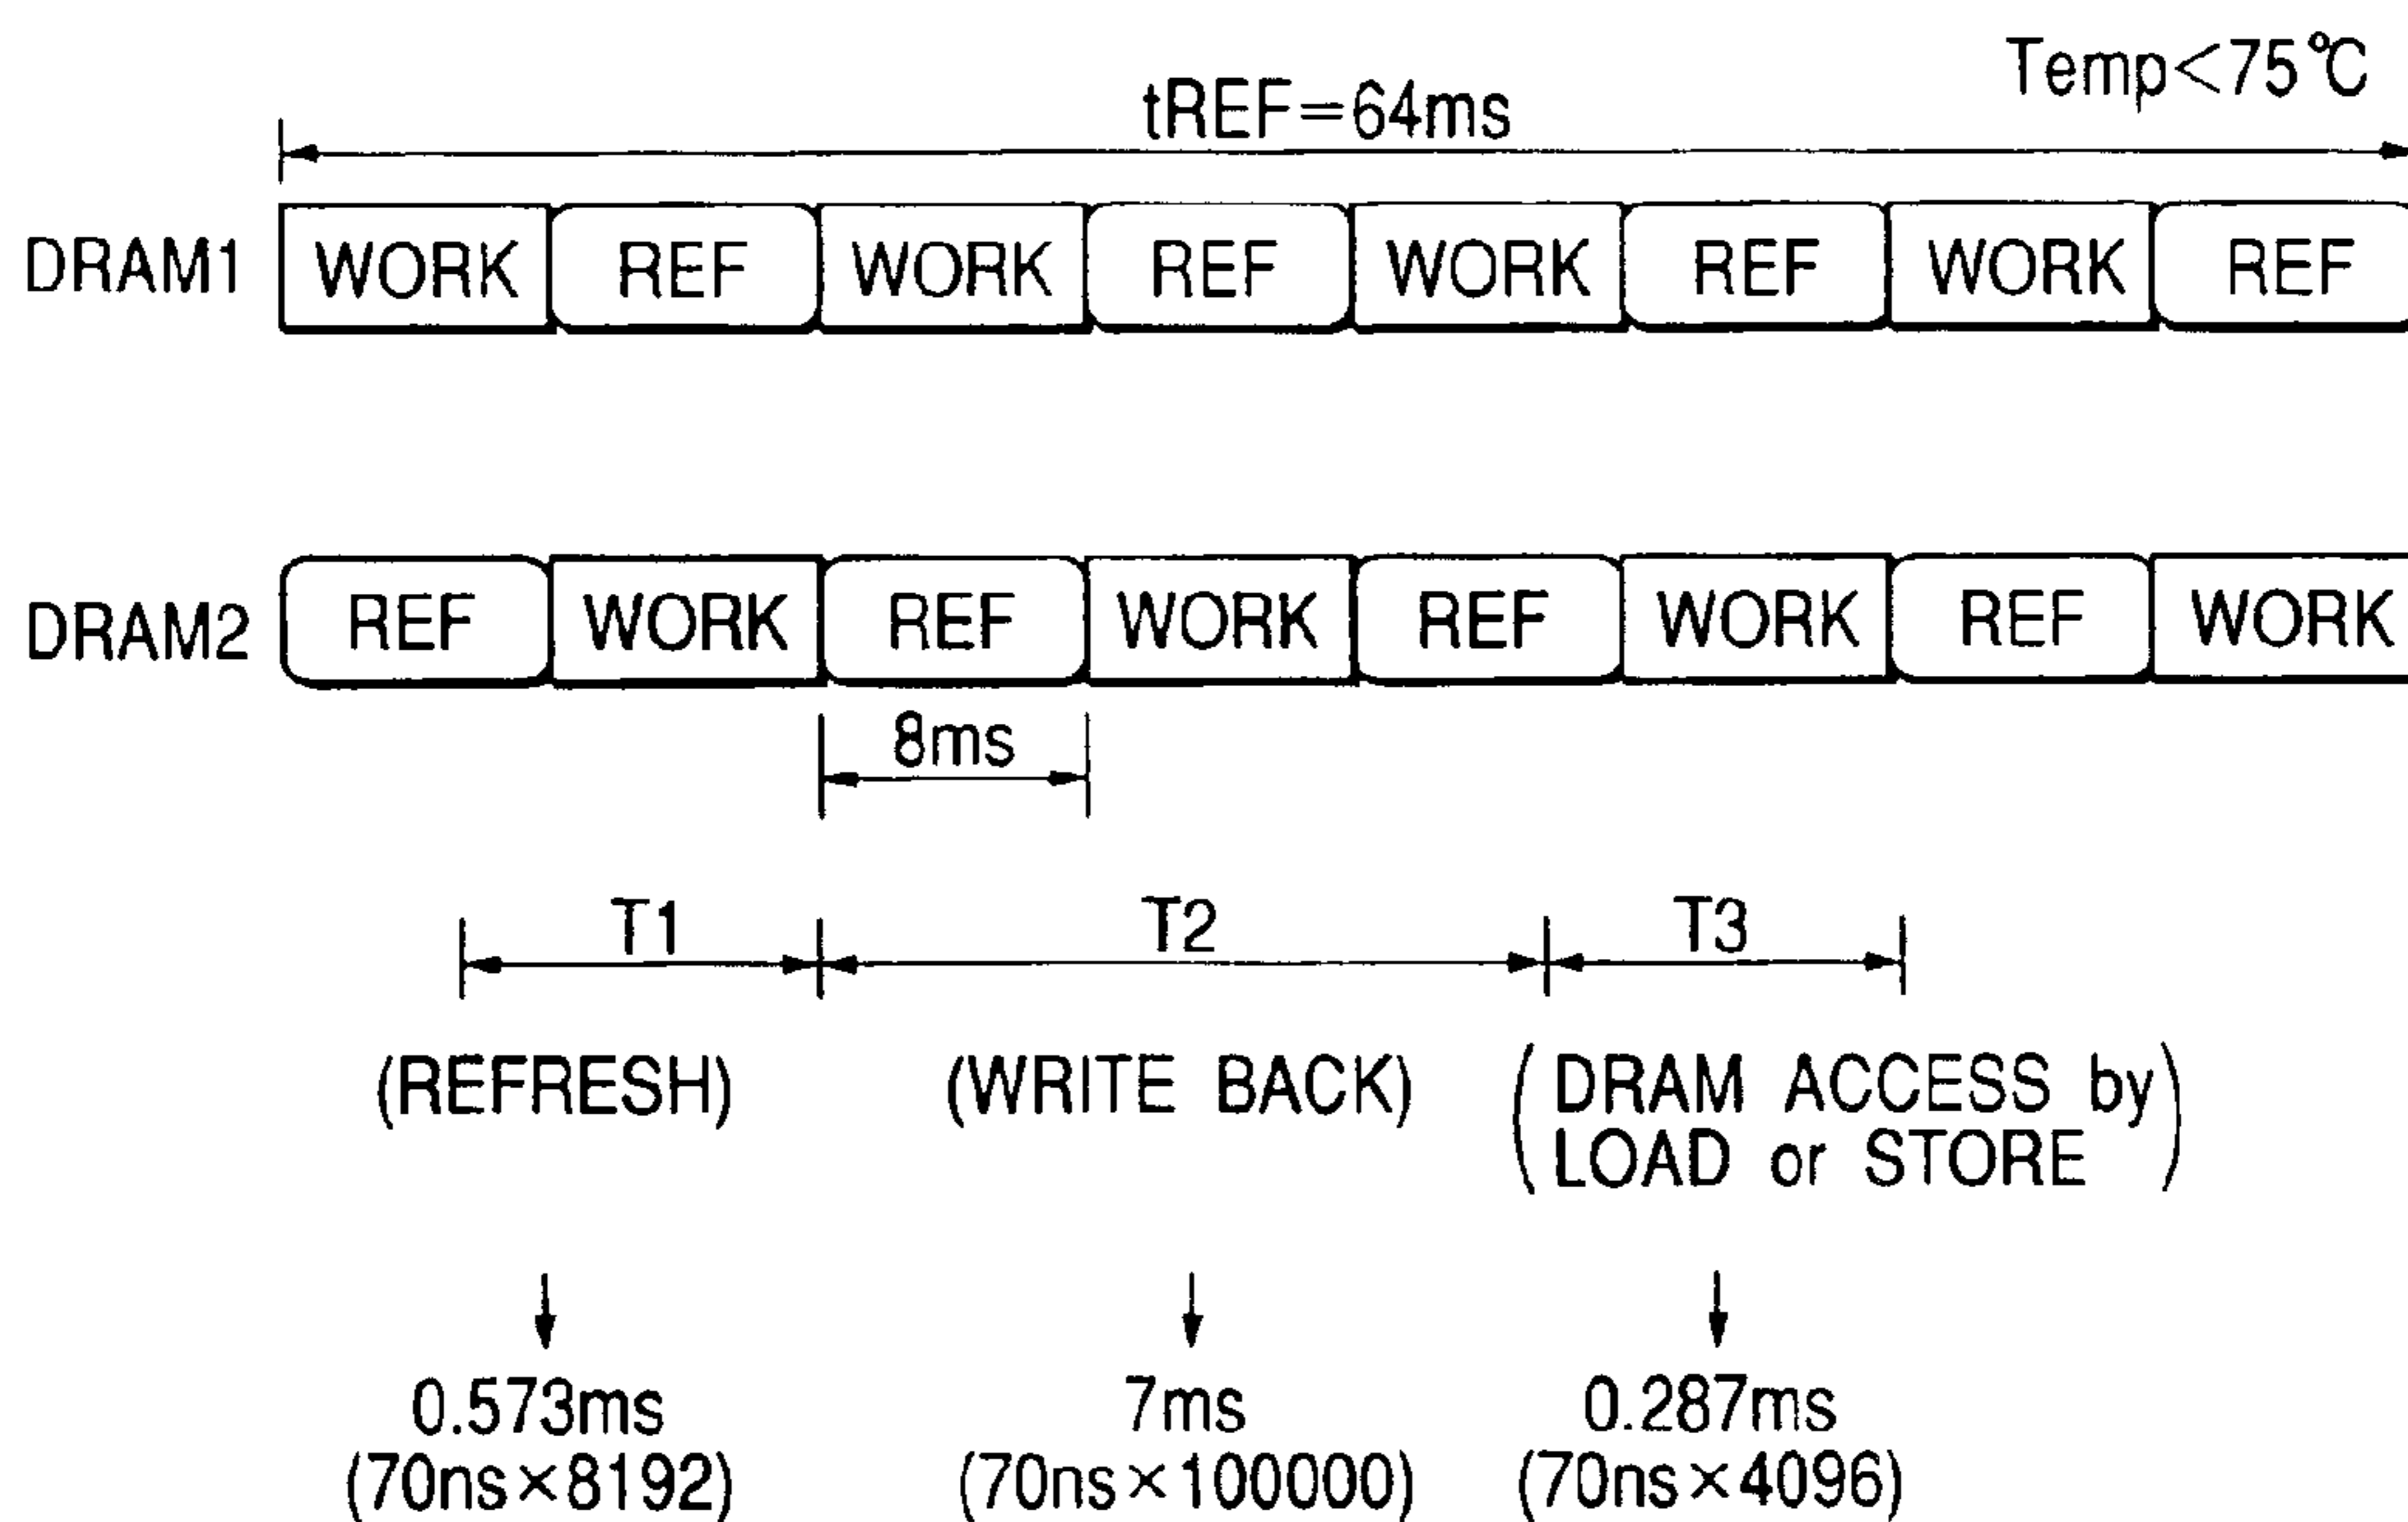 Temp<75℃
tREF=64ms
DRAM1 WORK REF WORK REF WORK REF WORK REF
DRAM2 REF WORK REF WORK REF WORK REF WORK
8ms
T1 T2 T3
(REFRESH) (WRITE BACK) (DRAM ACCESS by
LOAD or STORE)
0.573ms 7ms 0.287ms
(70ns×8192) (70ns×100000) (70ns×4096)